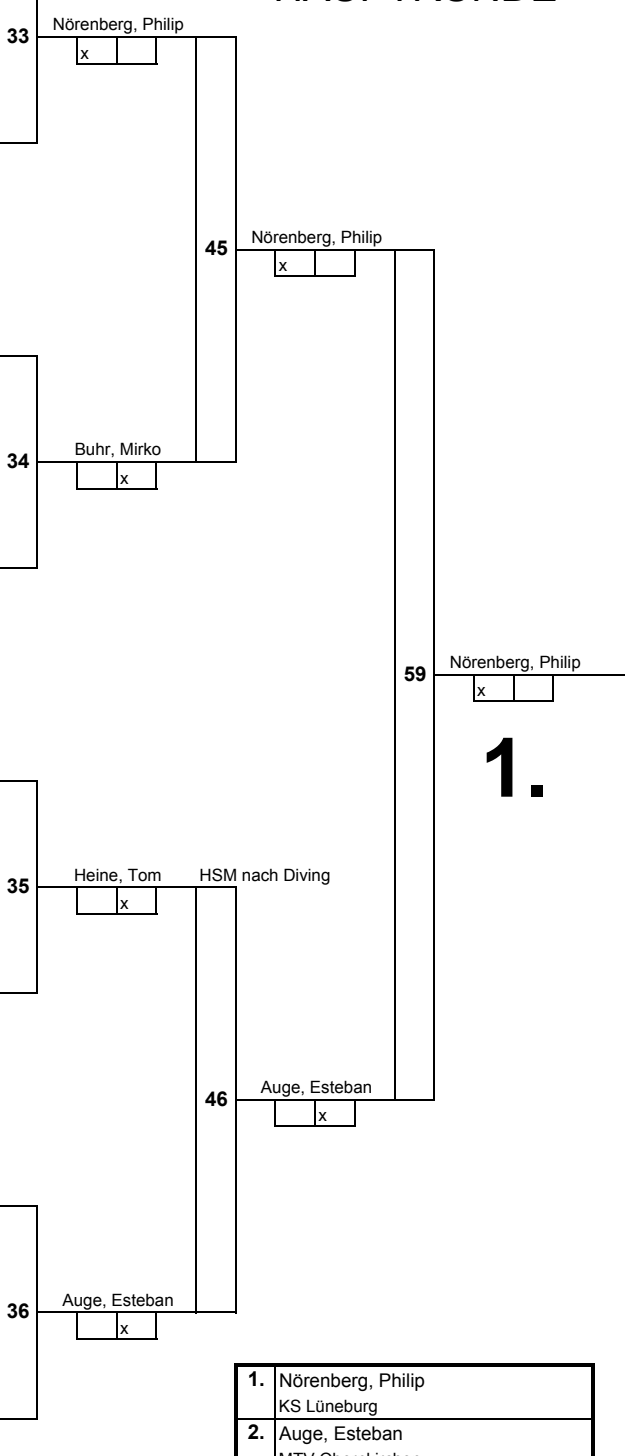 33 Nörenberg, Philip
x
45 Nörenberg, Philip
x
34 Buhr, Mirko
x
59 Nörenberg, Philip
x
1.
35 Heine, Tom HSM nach Diving
x
46 Auge, Esteban
x
36 Auge, Esteban
x
1. Nörenberg, Philip
KS Lüneburg
2. Auge, Esteban